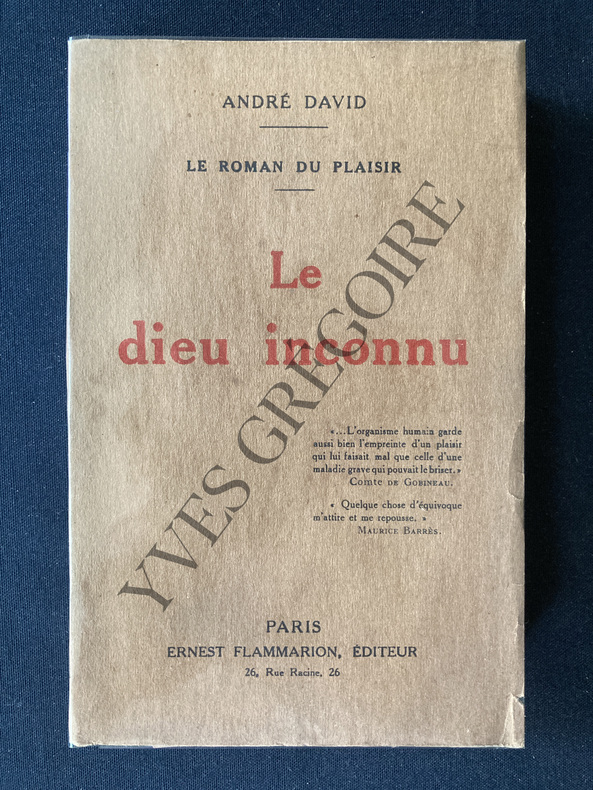 ANDRÉ DAVID
LE ROMAN DU PLAISIR
Le
dieu inconnu
«...L'organisme humain garde
aussi bien l'empreinte d'un plaisir
qui lui faisait mal que celle d'une
maladie grave qui pouvait le briser.»
Comte de Gobineau.
« Quelque chose d'équivoque
m'attire et me repousse. »
Maurice Barrès.
PARIS
ERNEST FLAMMARION, ÉDITEUR
26, Rue Racine, 26
YVES GRÉGOIRE